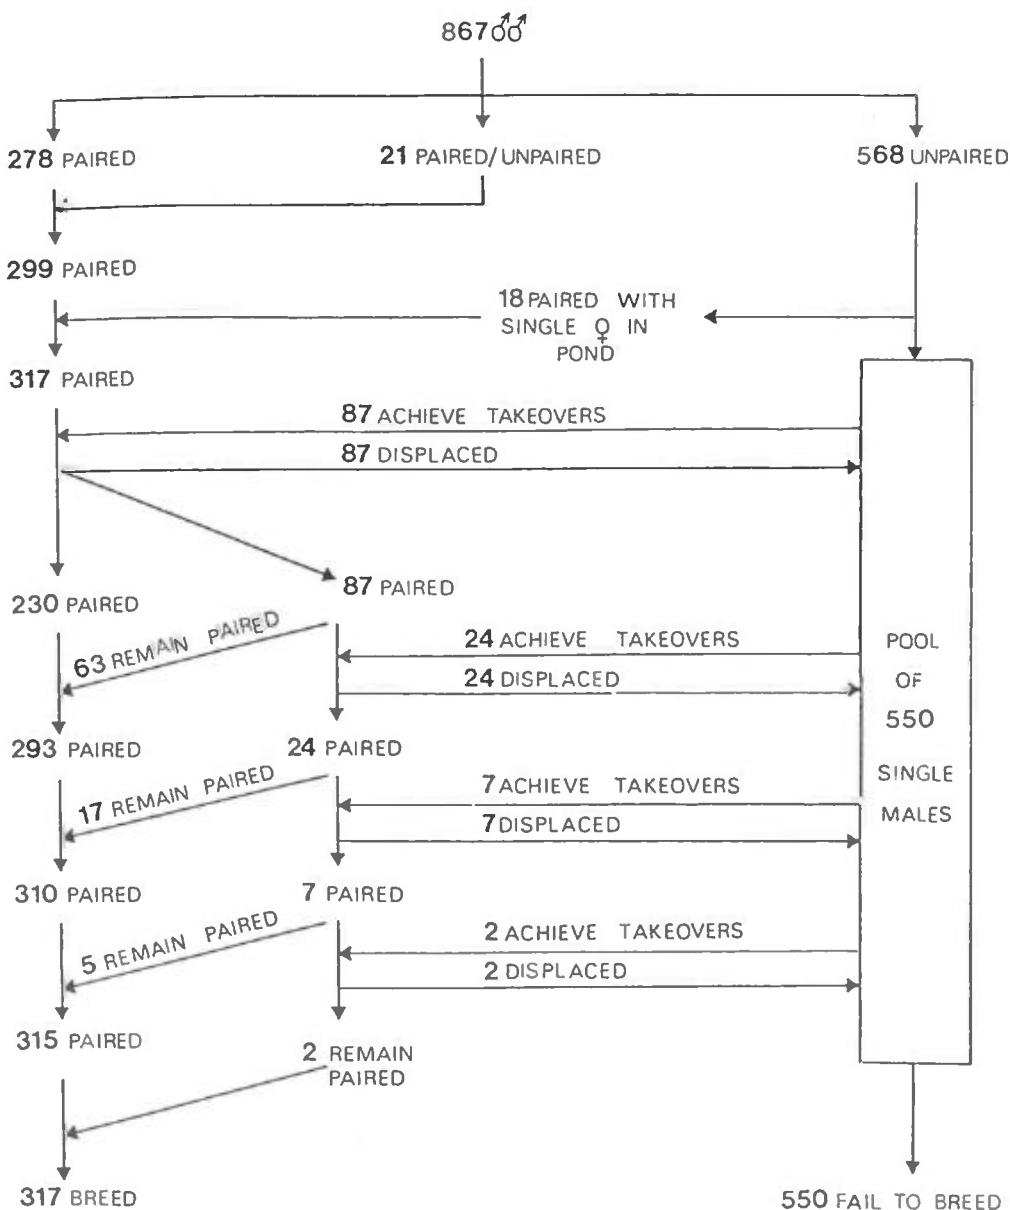 867♂♂
278 PAIRED
21 PAIRED/UNPAIRED
568 UNPAIRED
299 PAIRED
18 PAIRED WITH
SINGLE ♀ IN
POND
317 PAIRED
87 ACHIEVE TAKEOVERS
87 DISPLACED
230 PAIRED
87 PAIRED
63 REMAIN PAIRED
24 ACHIEVE TAKEOVERS
24 DISPLACED
293 PAIRED
24 PAIRED
17 REMAIN PAIRED
7 ACHIEVE TAKEOVERS
7 DISPLACED
310 PAIRED
7 PAIRED
5 REMAIN PAIRED
2 ACHIEVE TAKEOVERS
2 DISPLACED
315 PAIRED
2 REMAIN
PAIRED
POOL
OF
550
SINGLE
MALES
317 BREED
550 FAIL TO BREED